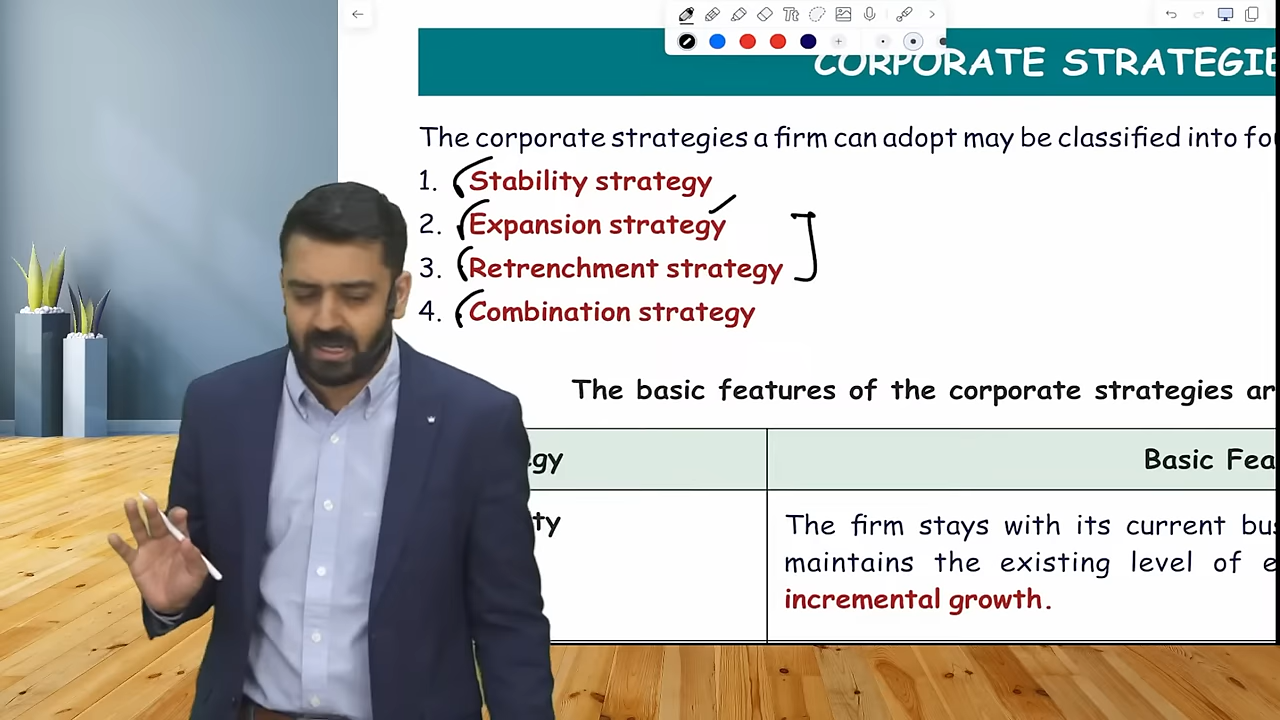 CORPORATE STRATEGIE
The corporate strategies a firm can adopt may be classified into fo
1. Stability strategy
2. Expansion strategy
3. Retrenchment strategy
4. Combination strategy
The basic features of the corporate strategies ar
gy
Basic Fea
ty
The firm stays with its current bus
maintains the existing level of e
incremental growth.